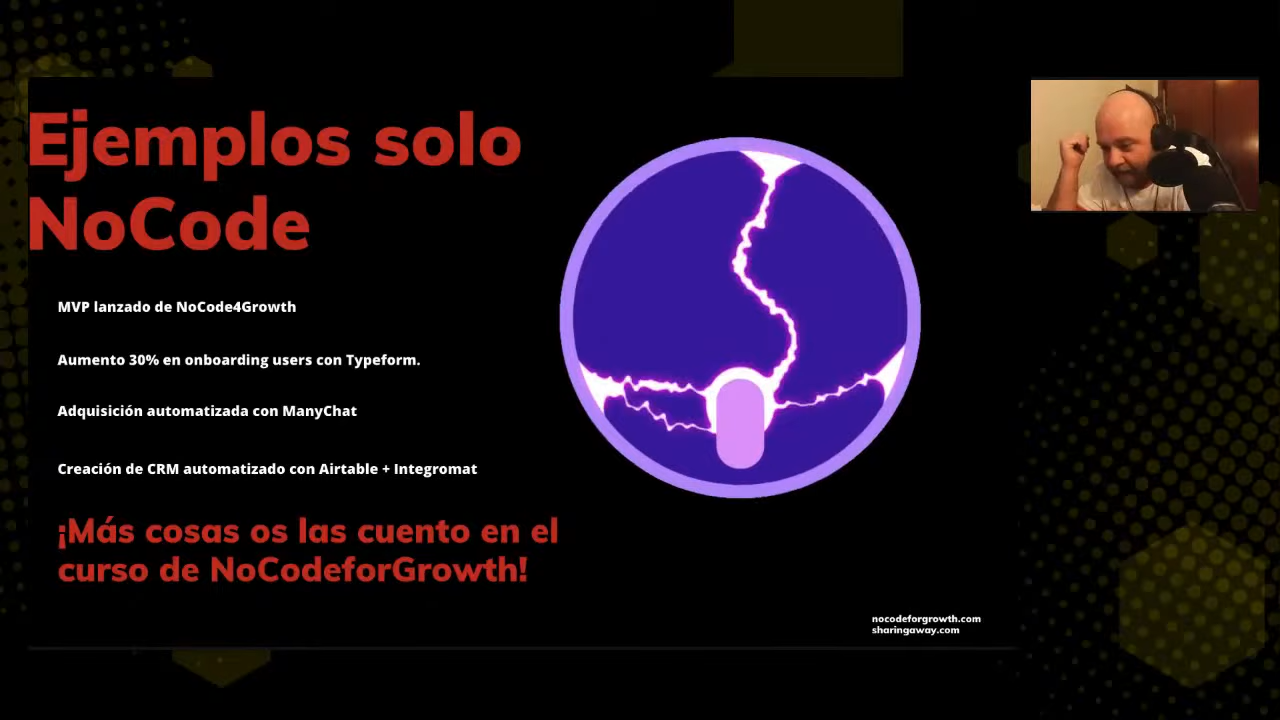 Ejemplos solo
NoCode
MVP lanzado de NoCode4Growth
Aumento 30% en onboarding users con Typeform.
Adquisición automatizada con ManyChat
Creación de CRM automatizado con Airtable + Integromat
¡Más cosas os las cuento en el
curso de NoCodeforGrowth!
nocodeforgrowth.com
sharingaway.com